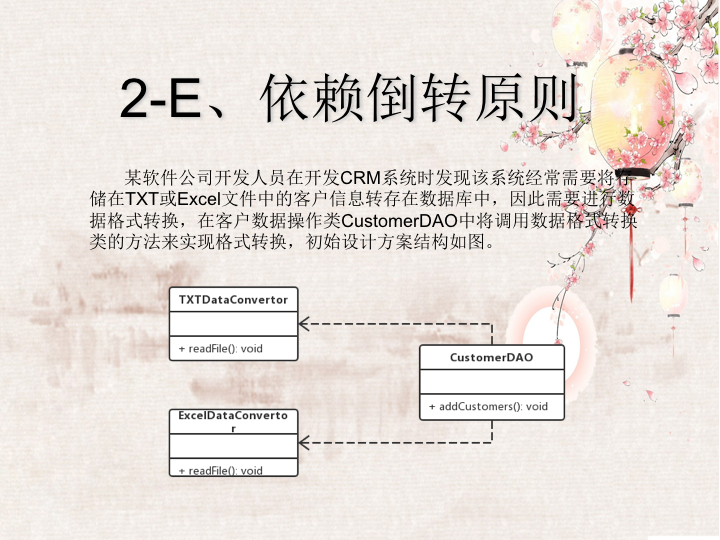 2-E、依赖倒转原则
某软件公司开发人员在开发CRM系统时发现该系统经常需要将存
储在TXT或Excel文件中的客户信息转存在数据库中，因此需要进行数
据格式转换，在客户数据操作类CustomerDAO中将调用数据格式转换
类的方法来实现格式转换，初始设计方案结构如图。
TXTDataConvertor
+ readFile(): void
CustomerDAO
+ addCustomers(): void
ExcelDataConverto
r
+ readFile(): void